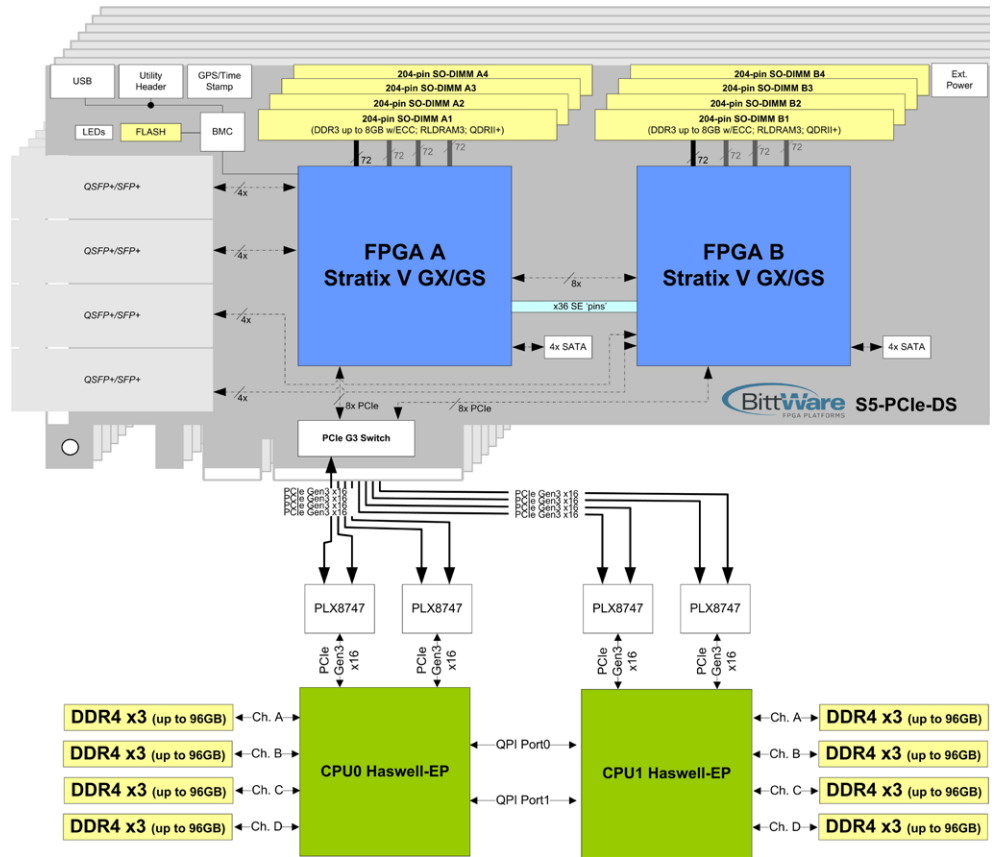 USB
Utility
Header
GPS/Time
Stamp
LEDs
FLASH
BMC
204-pin SO-DIMM A4
204-pin SO-DIMM A3
204-pin SO-DIMM A2
204-pin SO-DIMM A1
(DDR3 up to 8GB w/ECC; RLDRAM3; QDRII+)
204-pin SO-DIMM B4
204-pin SO-DIMM B3
204-pin SO-DIMM B2
204-pin SO-DIMM B1
(DDR3 up to 8GB w/ECC; RLDRAM3; QDRII+)
Ext.
Power
72
72
72
72
72
72
72
72
QSFP+/SFP+
4x
QSFP+/SFP+
4x
QSFP+/SFP+
4x
QSFP+/SFP+
4x
FPGA A
Stratix V GX/GS
FPGA B
Stratix V GX/GS
8x
x36 SE 'pins'
4x SATA
4x SATA
8x PCIe
8x PCIe
BittWare
FPGA PLATFORMS
S5-PCIe-DS
PCIe G3 Switch
PCIe Gen3 x16
PCIe Gen3 x16
PCIe Gen3 x16
PCIe Gen3 x16
PCIe Gen3 x16
PCIe Gen3 x16
PCIe Gen3 x16
PCIe Gen3 x16
PLX8747
PLX8747
PLX8747
PLX8747
PCIe
Gen3
x16
PCIe
Gen3
x16
PCIe
Gen3
x16
PCIe
Gen3
x16
DDR4 x3 (up to 96GB)
Ch. A
DDR4 x3 (up to 96GB)
Ch. B
DDR4 x3 (up to 96GB)
Ch. C
DDR4 x3 (up to 96GB)
Ch. D
CPU0 Haswell-EP
QPI Port0
QPI Port1
CPU1 Haswell-EP
Ch. A
DDR4 x3 (up to 96GB)
Ch. B
DDR4 x3 (up to 96GB)
Ch. C
DDR4 x3 (up to 96GB)
Ch. D
DDR4 x3 (up to 96GB)